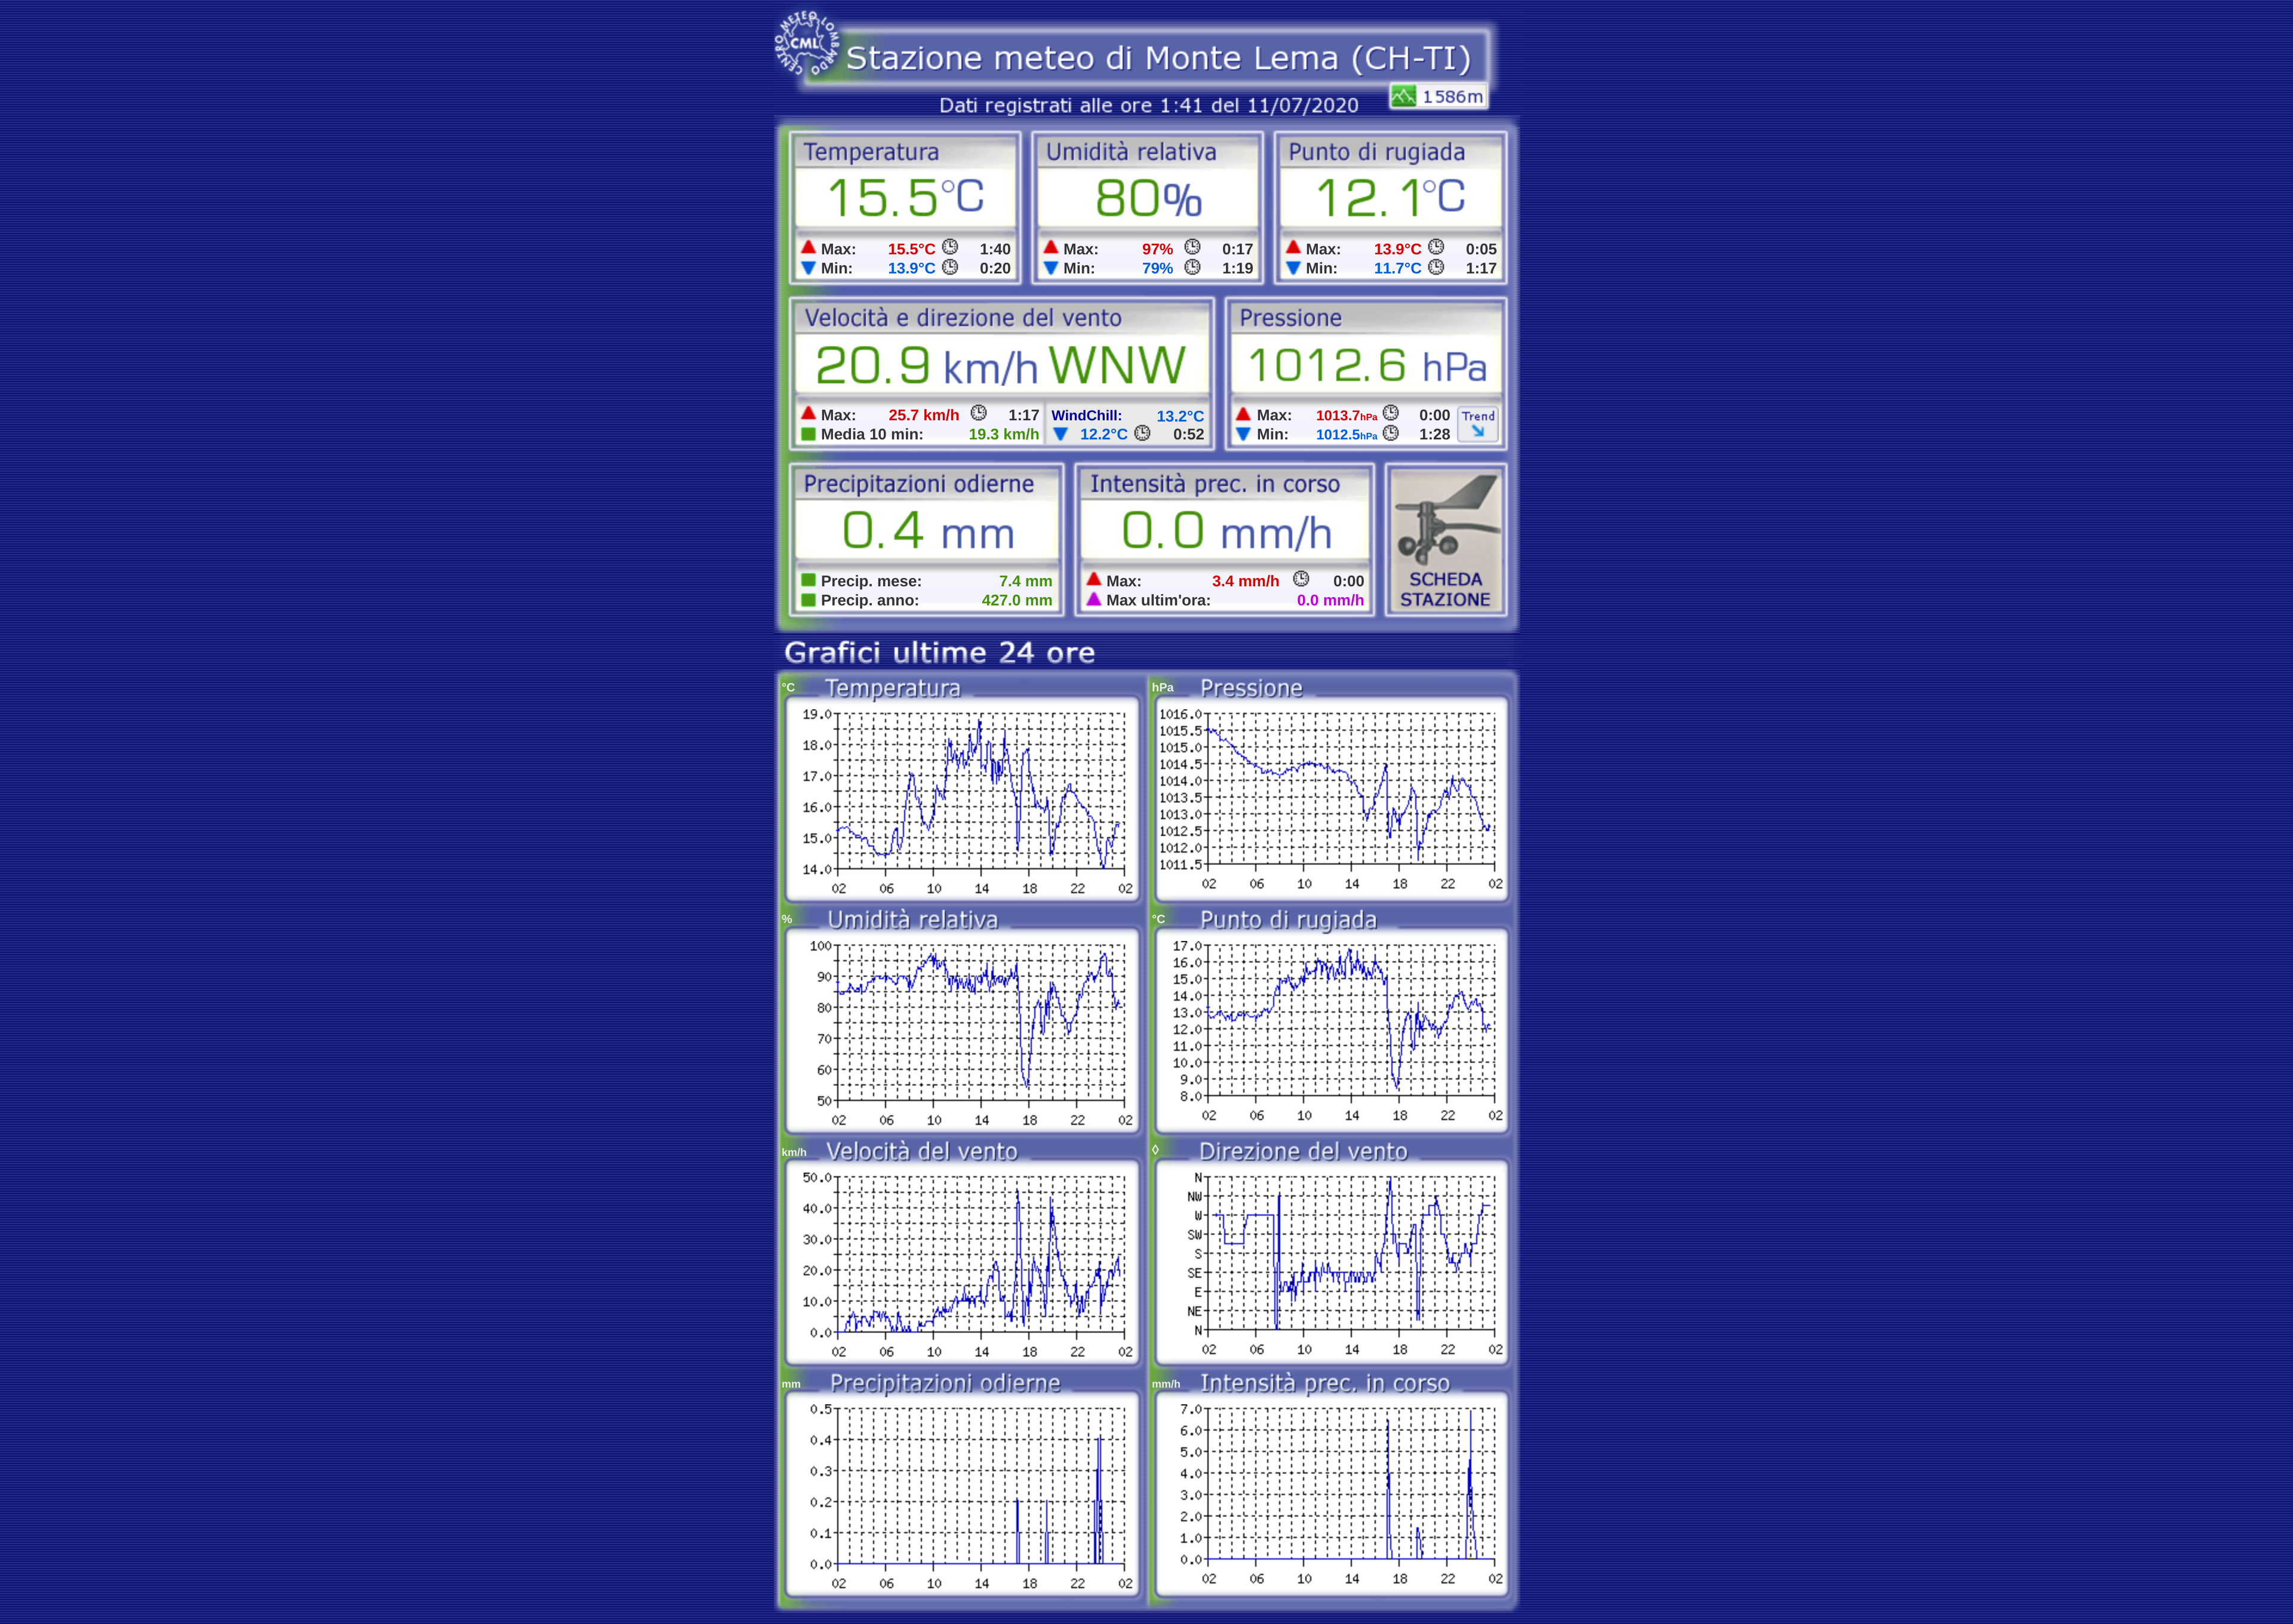 CENTRO METEO LOMBARDO
CML
Stazione meteo di Monte Lema (CH-TI)
1586m
Dati registrati alle ore 1:41 del 11/07/2020
Temperatura Umidità relativa Punto di rugiada
15.5°C 80% 12.1°C
Max: 15.5°C 1:40 Max: 97% 0:17 Max: 13.9°C 0:05
Min: 13.9°C 0:20 Min: 79% 1:19 Min: 11.7°C 1:17
Velocità e direzione del vento Pressione
20.9 km/h WNW 1012.6 hPa
Max: 25.7 km/h 1:17 WindChill: 13.2°C Max: 1013.7hPa 0:00 Trend
Media 10 min: 19.3 km/h 12.2°C 0:52 Min: 1012.5hPa 1:28
Precipitazioni odierne Intensità prec. in corso
0.4 mm 0.0 mm/h
Precip. mese: 7.4 mm Max: 3.4 mm/h 0:00 SCHEDA
Precip. anno: 427.0 mm Max ultim'ora: 0.0 mm/h STAZIONE
Grafici ultime 24 ore
°C Temperatura
19.0
18.0
17.0
16.0
15.0
14.0
02 06 10 14 18 22 02
hPa Pressione
1016.0
1015.5
1015.0
1014.5
1014.0
1013.5
1013.0
1012.5
1012.0
1011.5
02 06 10 14 18 22 02
% Umidità relativa
100
90
80
70
60
50
02 06 10 14 18 22 02
°C Punto di rugiada
17.0
16.0
15.0
14.0
13.0
12.0
11.0
10.0
9.0
8.0
02 06 10 14 18 22 02
km/h Velocità del vento
50.0
40.0
30.0
20.0
10.0
0.0
02 06 10 14 18 22 02
◊ Direzione del vento
N
NW
W
SW
S
SE
E
NE
N
02 06 10 14 18 22 02
mm Precipitazioni odierne
0.5
0.4
0.3
0.2
0.1
0.0
02 06 10 14 18 22 02
mm/h Intensità prec. in corso
7.0
6.0
5.0
4.0
3.0
2.0
1.0
0.0
02 06 10 14 18 22 02